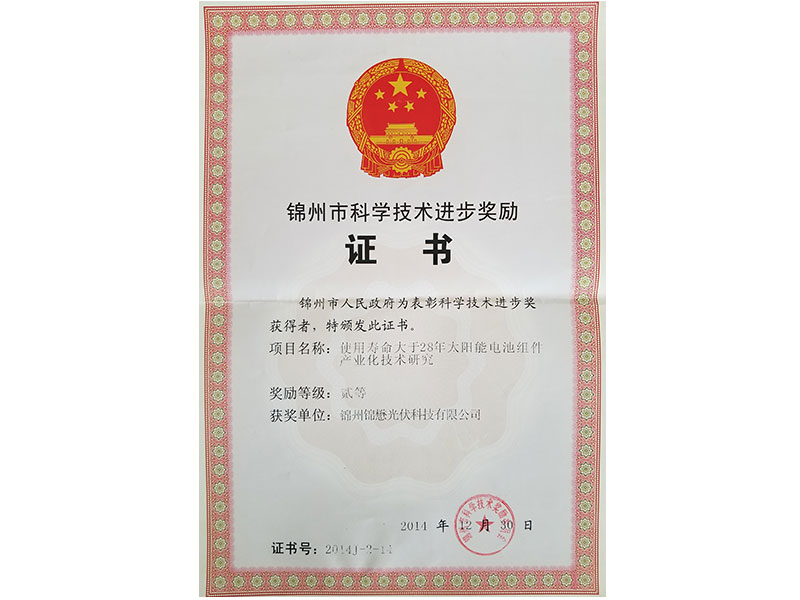 锦州市科学技术进步奖励
证 书
锦州市人民政府为表彰科学技术进步奖
获得者，特颁发此证书。
项目名称：使用寿命大于28年太阳能电池组件
产业化技术研究
奖励等级：贰等
获奖单位：锦州锦懋光伏科技有限公司
2014 年 12 月 30 日
证书号：2014J-2-11